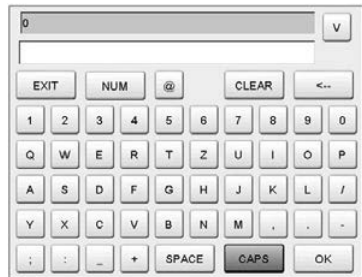 0 V
EXIT NUM @ CLEAR <--
1 2 3 4 5 6 7 8 9 0
Q W E R T Z U I O P
A S D F G H J K L /
Y X C V B N M , . -
; : _ + SPACE CAPS OK